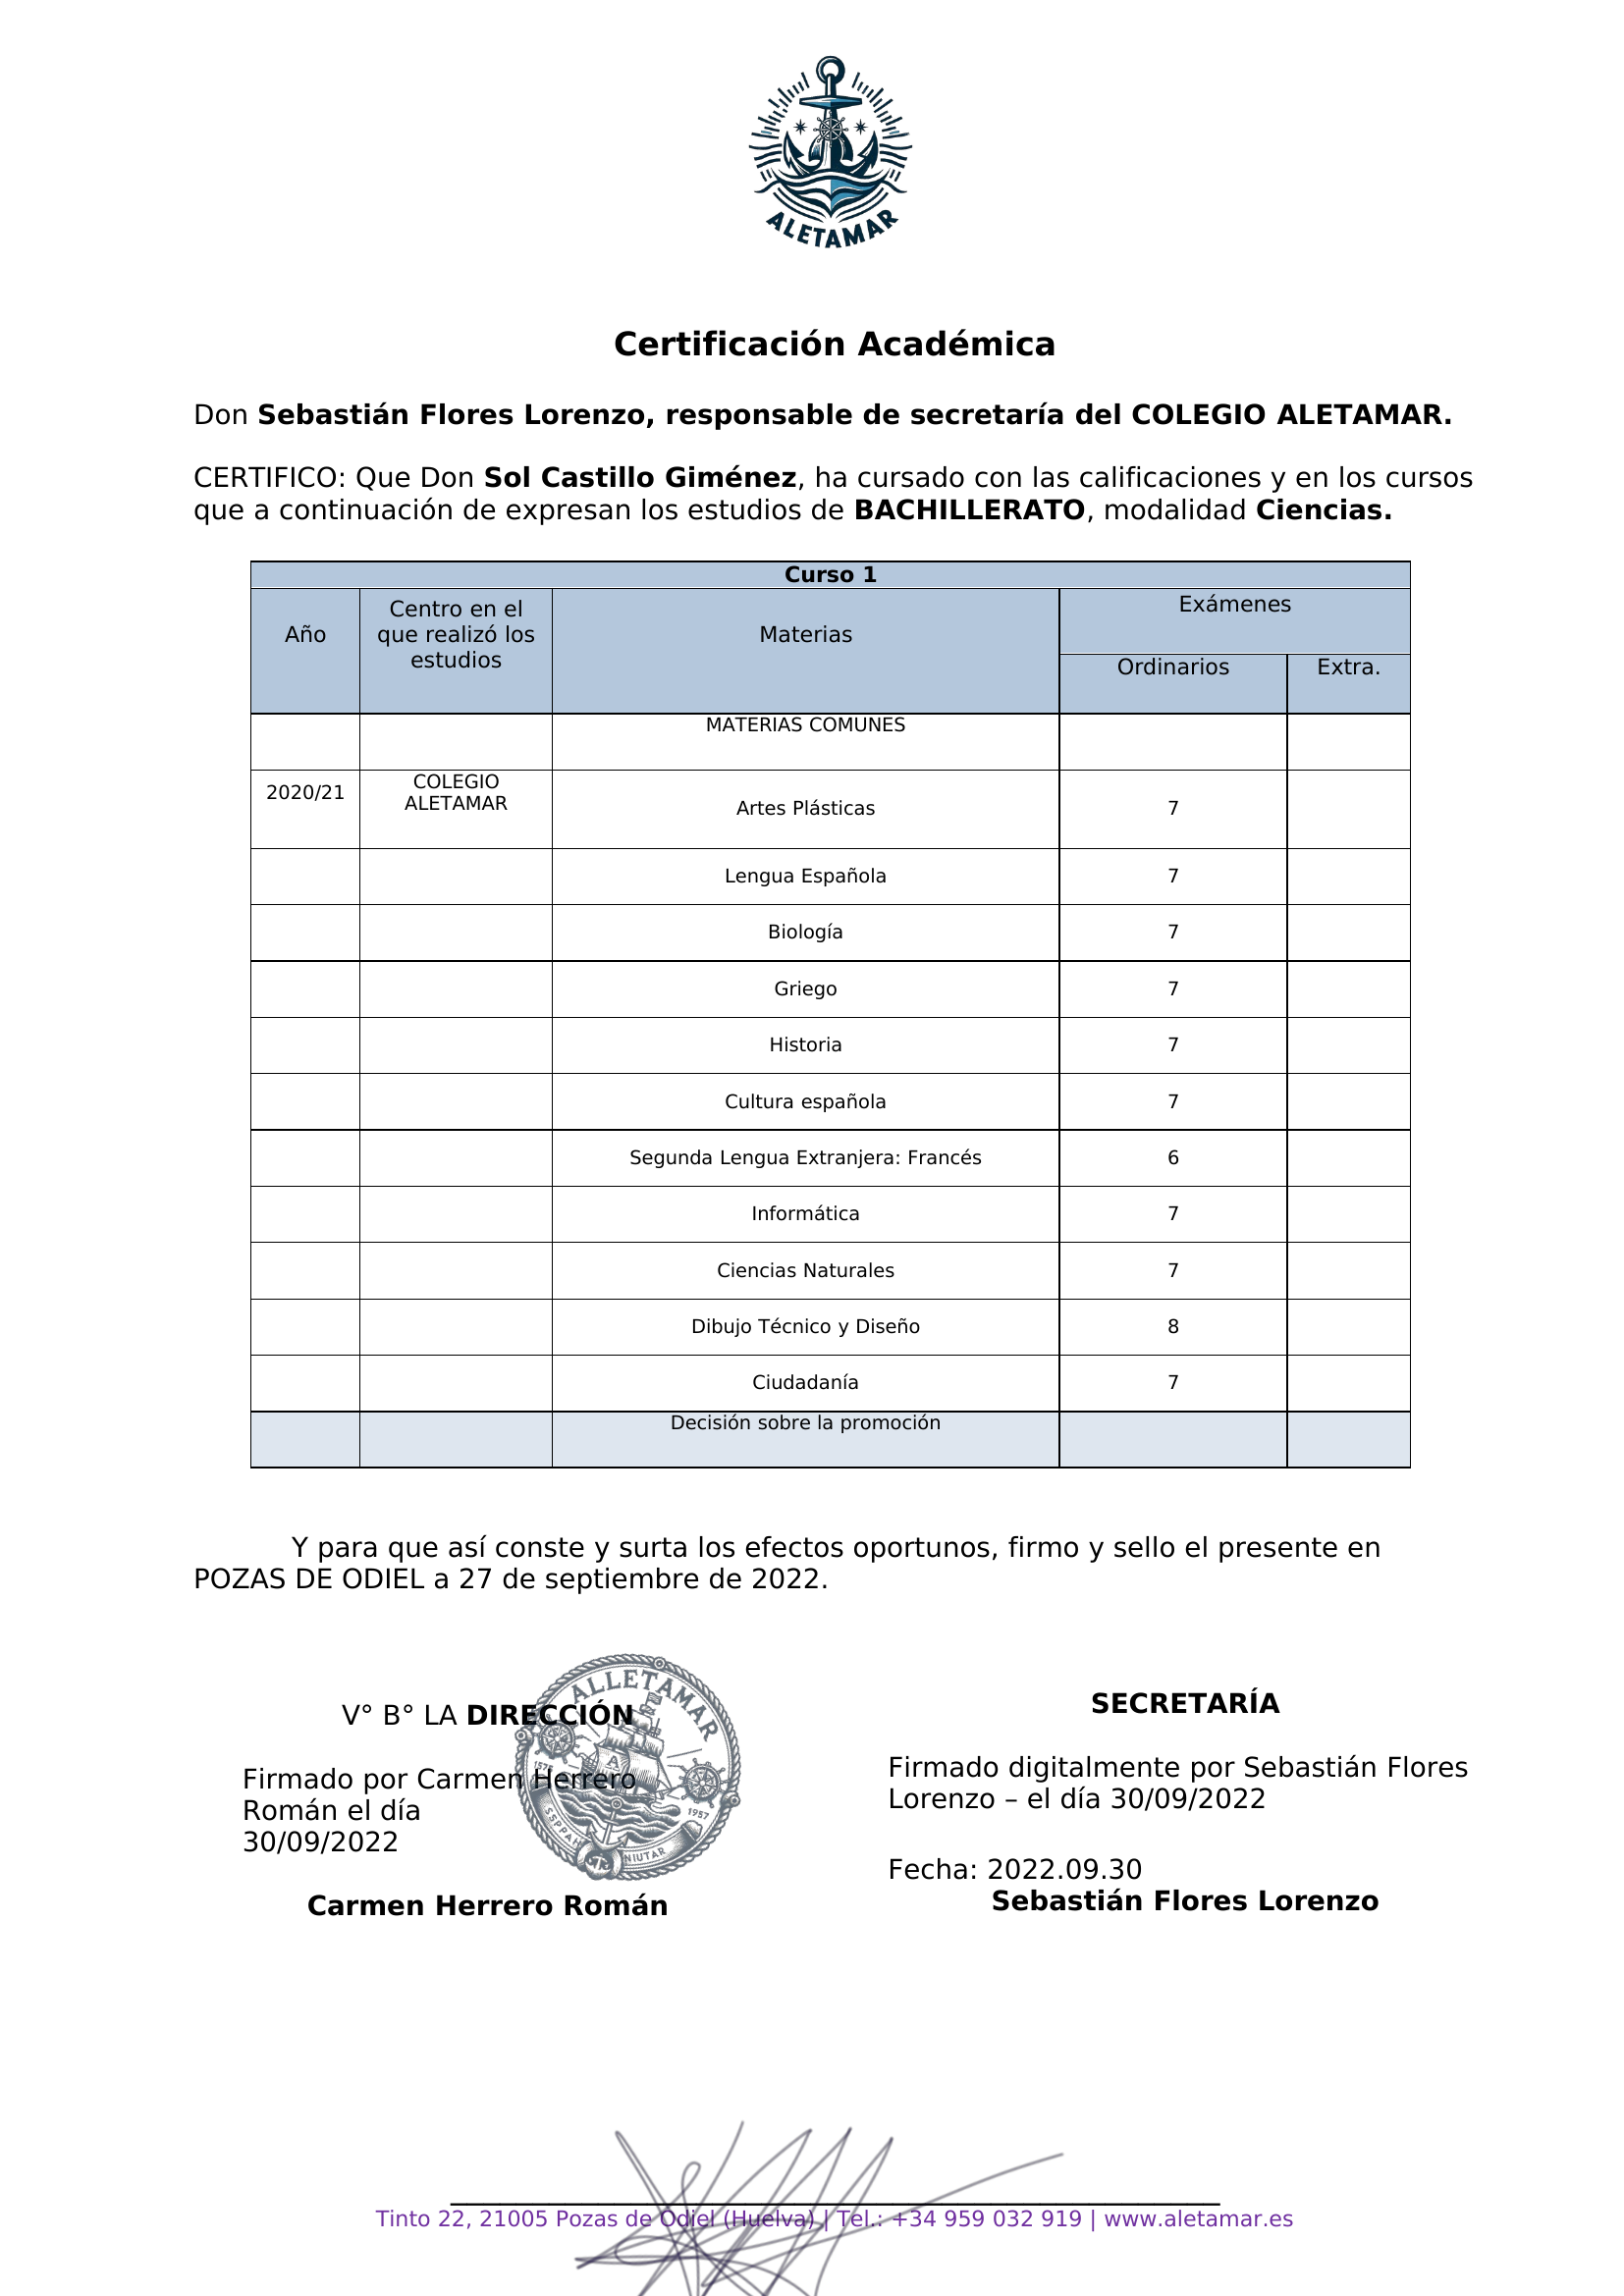 ALETAMAR
Certificación Académica
Don Sebastián Flores Lorenzo, responsable de secretaría del COLEGIO ALETAMAR.
CERTIFICO: Que Don Sol Castillo Giménez, ha cursado con las calificaciones y en los cursos
que a continuación de expresan los estudios de BACHILLERATO, modalidad Ciencias.
Curso 1
Año
Centro en el
que realizó los
estudios
Materias
Exámenes
Ordinarios
Extra.
MATERIAS COMUNES
2020/21
COLEGIO
ALETAMAR
Artes Plásticas 7
Lengua Española 7
Biología 7
Griego 7
Historia 7
Cultura española 7
Segunda Lengua Extranjera: Francés 6
Informática 7
Ciencias Naturales 7
Dibujo Técnico y Diseño 8
Ciudadanía 7
Decisión sobre la promoción
Y para que así conste y surta los efectos oportunos, firmo y sello el presente en
POZAS DE ODIEL a 27 de septiembre de 2022.
V° B° LA DIRECCIÓN
Firmado por Carmen Herrero
Román el día
30/09/2022
Carmen Herrero Román
ALLETAMAR
1957
NIUTAR
SECRETARÍA
Firmado digitalmente por Sebastián Flores
Lorenzo – el día 30/09/2022
Fecha: 2022.09.30
Sebastián Flores Lorenzo
Tinto 22, 21005 Pozas de Odiel (Huelva) | Tel.: +34 959 032 919 | www.aletamar.es